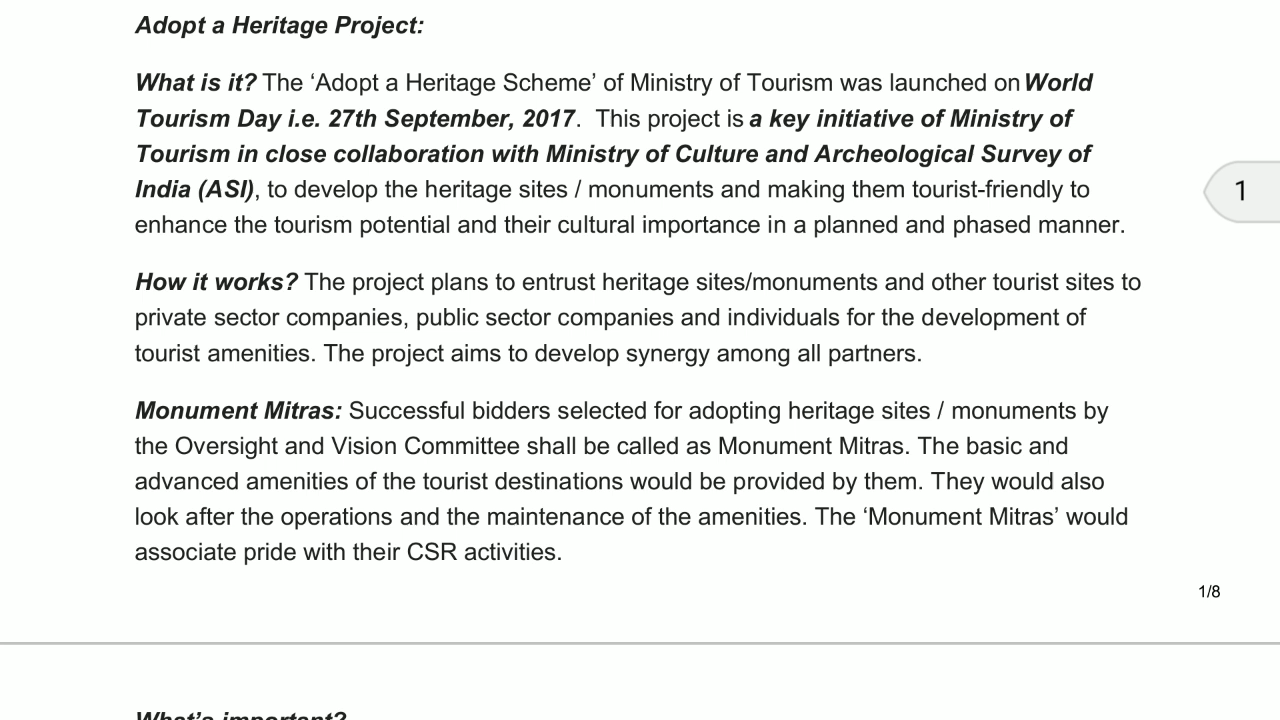 Adopt a Heritage Project:
What is it? The ‘Adopt a Heritage Scheme’ of Ministry of Tourism was launched on World
Tourism Day i.e. 27th September, 2017.  This project is a key initiative of Ministry of
Tourism in close collaboration with Ministry of Culture and Archeological Survey of
India (ASI), to develop the heritage sites / monuments and making them tourist-friendly to
enhance the tourism potential and their cultural importance in a planned and phased manner.
How it works? The project plans to entrust heritage sites/monuments and other tourist sites to
private sector companies, public sector companies and individuals for the development of
tourist amenities. The project aims to develop synergy among all partners.
Monument Mitras: Successful bidders selected for adopting heritage sites / monuments by
the Oversight and Vision Committee shall be called as Monument Mitras. The basic and
advanced amenities of the tourist destinations would be provided by them. They would also
look after the operations and the maintenance of the amenities. The ‘Monument Mitras’ would
associate pride with their CSR activities.
1
1/8
What’s important?